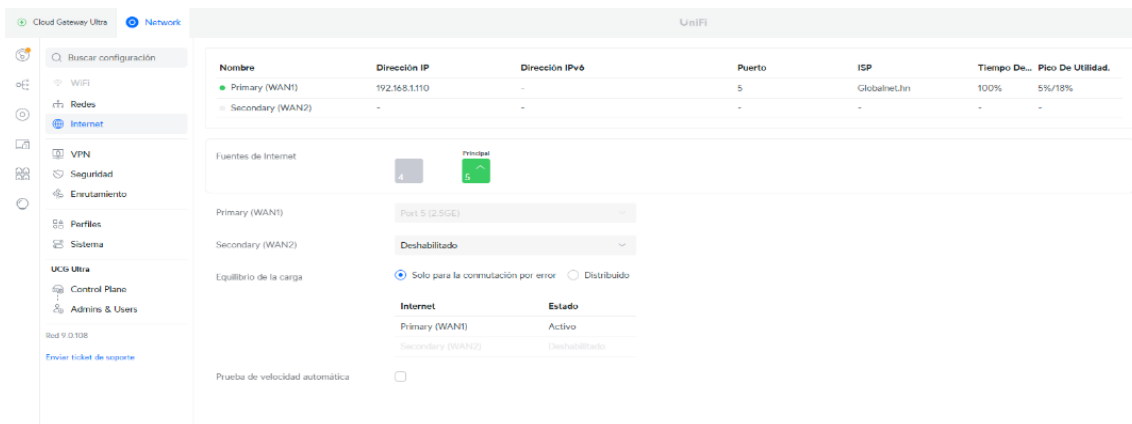 Cloud Gateway Ultra Network UniFi
Buscar configuración
WiFi
Redes
Internet
VPN
Seguridad
Enrutamiento
Perfiles
Sistema
UCG Ultra
Control Plane
Admins & Users
Red 9.0.108
Enviar ticket de soporte
Nombre Dirección IP Dirección IPv6 Puerto ISP Tiempo De... Pico De Utilidad.
Primary (WAN1) 192.168.1.110 - 5 Globalnet.hn 100% 5%/18%
Secondary (WAN2) - - - - - -
Principal
Fuentes de Internet 4 5
Primary (WAN1) Port 5 (2.5GE)
Secondary (WAN2) Deshabilitado
Equilibrio de la carga Solo para la conmutación por error Distribuido
Internet Estado
Primary (WAN1) Activo
Secondary (WAN2) Deshabilitado
Prueba de velocidad automática